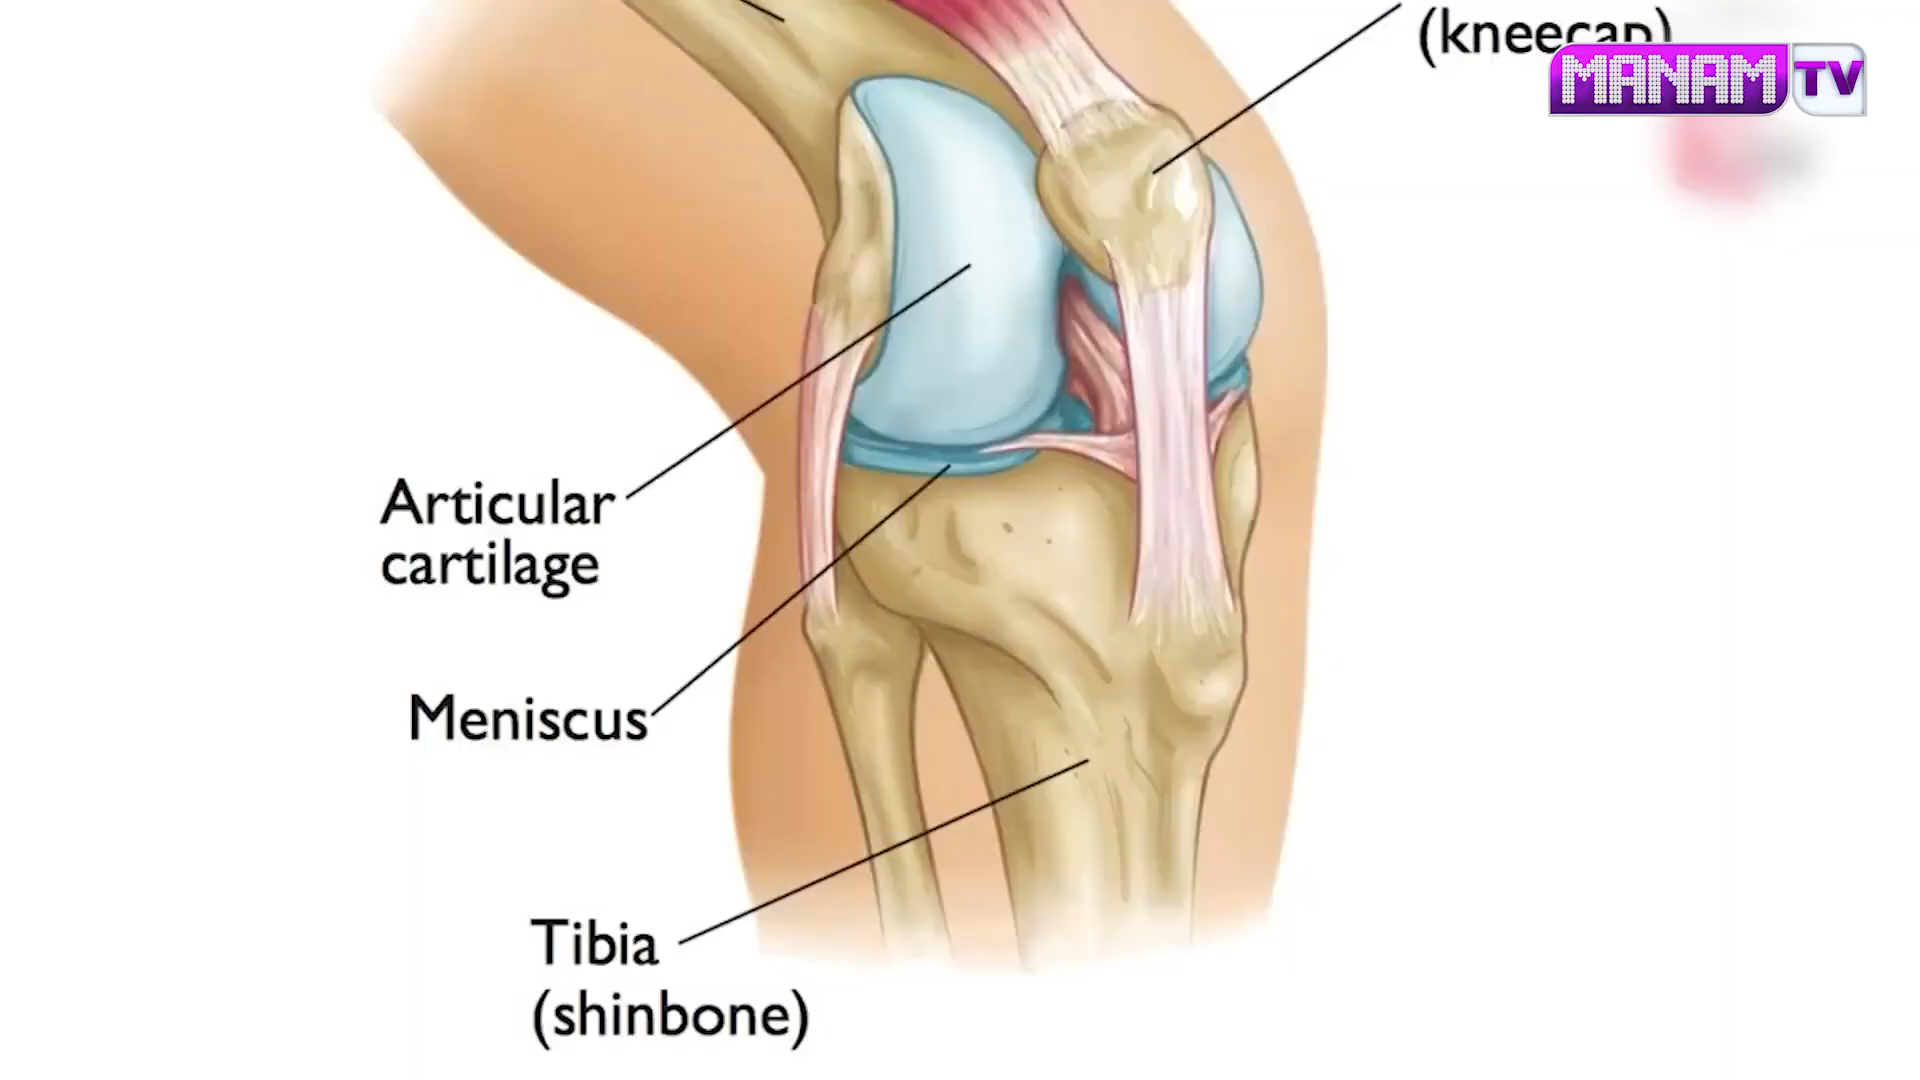 (kneecap)
MANAM TV
Articular
cartilage
Meniscus
Tibia
(shinbone)